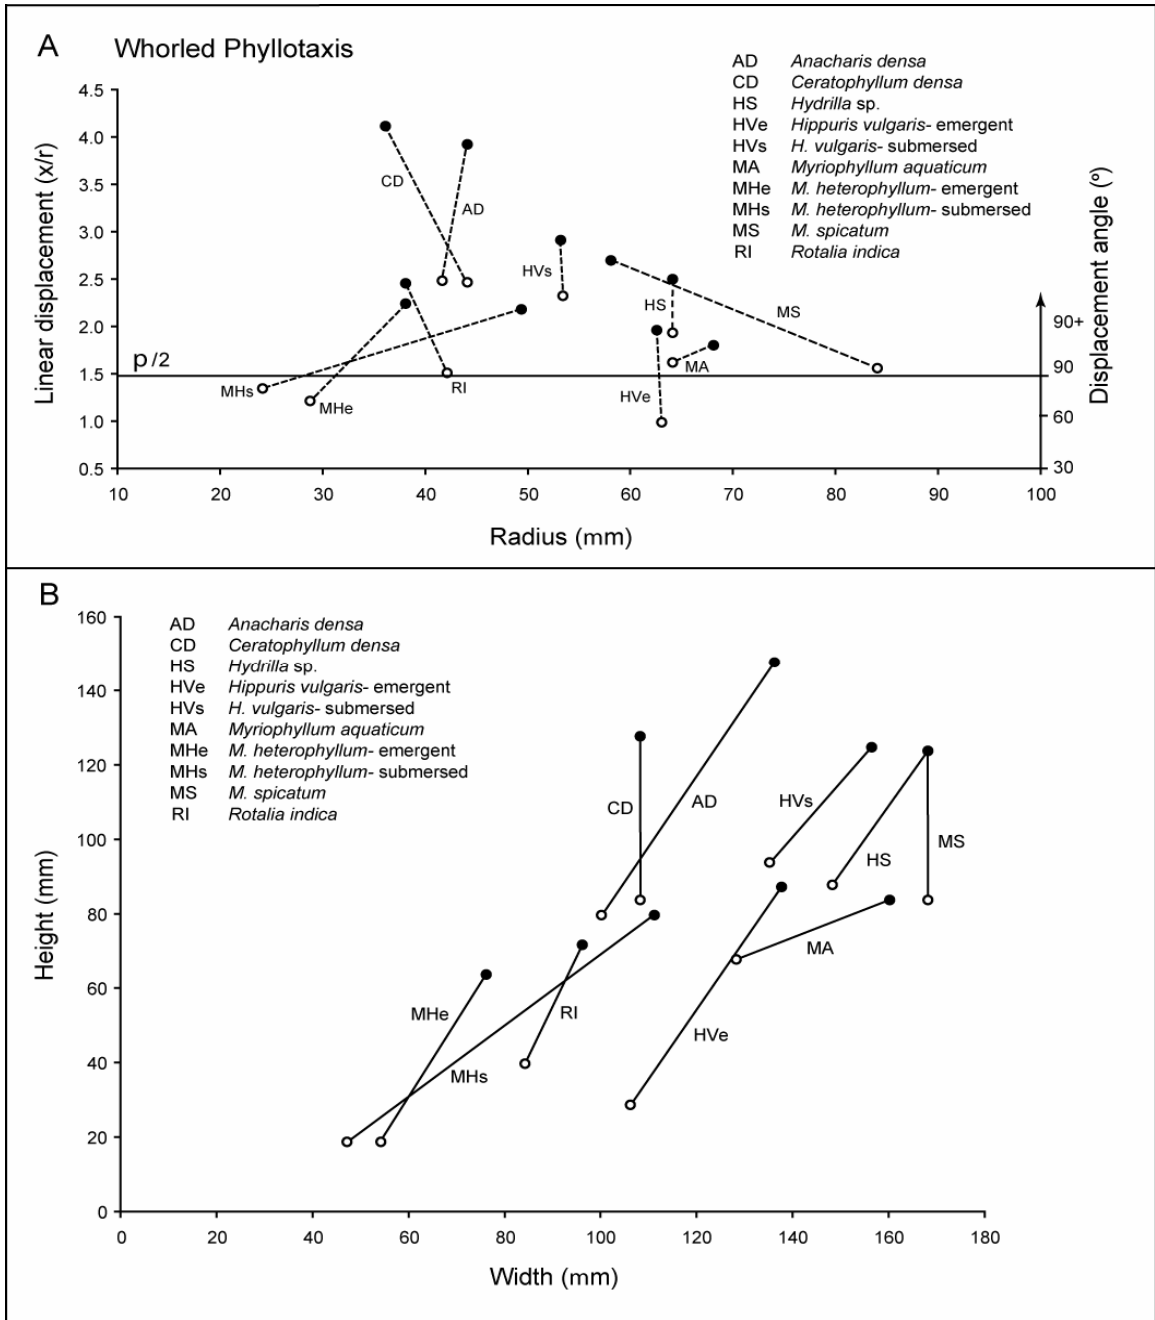 A Whorled Phyllotaxis
AD Anacharis densa
CD Ceratophyllum densa
HS Hydrilla sp.
HVe Hippuris vulgaris- emergent
HVs H. vulgaris- submersed
MA Myriophyllum aquaticum
MHe M. heterophyllum- emergent
MHs M. heterophyllum- submersed
MS M. spicatum
RI Rotalia indica
Linear displacement (x/r)
4.5
4.0
3.5
3.0
2.5
2.0
1.5
1.0
0.5
p/2
CD
AD
HVs
HS
MS
MA
HVe
RI
MHs
MHe
Displacement angle (º)
90+
90
60
30
10 20 30 40 50 60 70 80 90 100
Radius (mm)
B
AD Anacharis densa
CD Ceratophyllum densa
HS Hydrilla sp.
HVe Hippuris vulgaris- emergent
HVs H. vulgaris- submersed
MA Myriophyllum aquaticum
MHe M. heterophyllum- emergent
MHs M. heterophyllum- submersed
MS M. spicatum
RI Rotalia indica
Height (mm)
160
140
120
100
80
60
40
20
0
CD
AD
HVs
HS
MS
MA
MHe
RI
HVe
MHs
0 20 40 60 80 100 120 140 160 180
Width (mm)